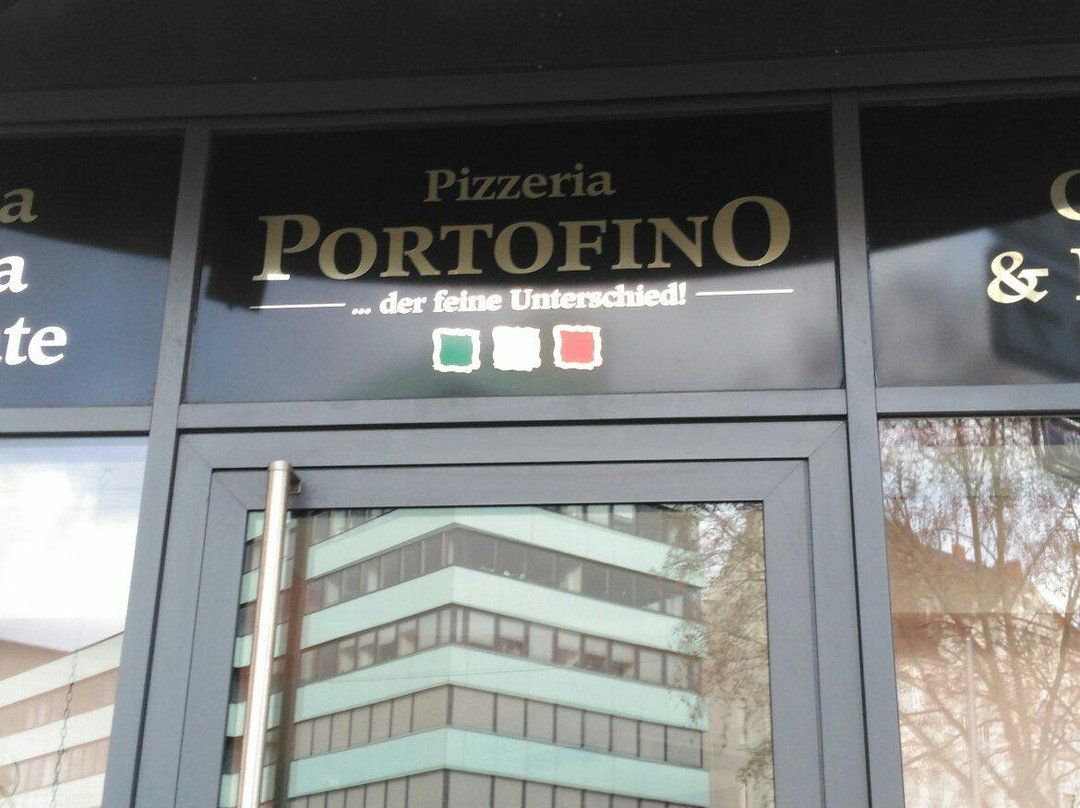 Pizzeria
PORTOFINO
... der feine Unterschied!
&